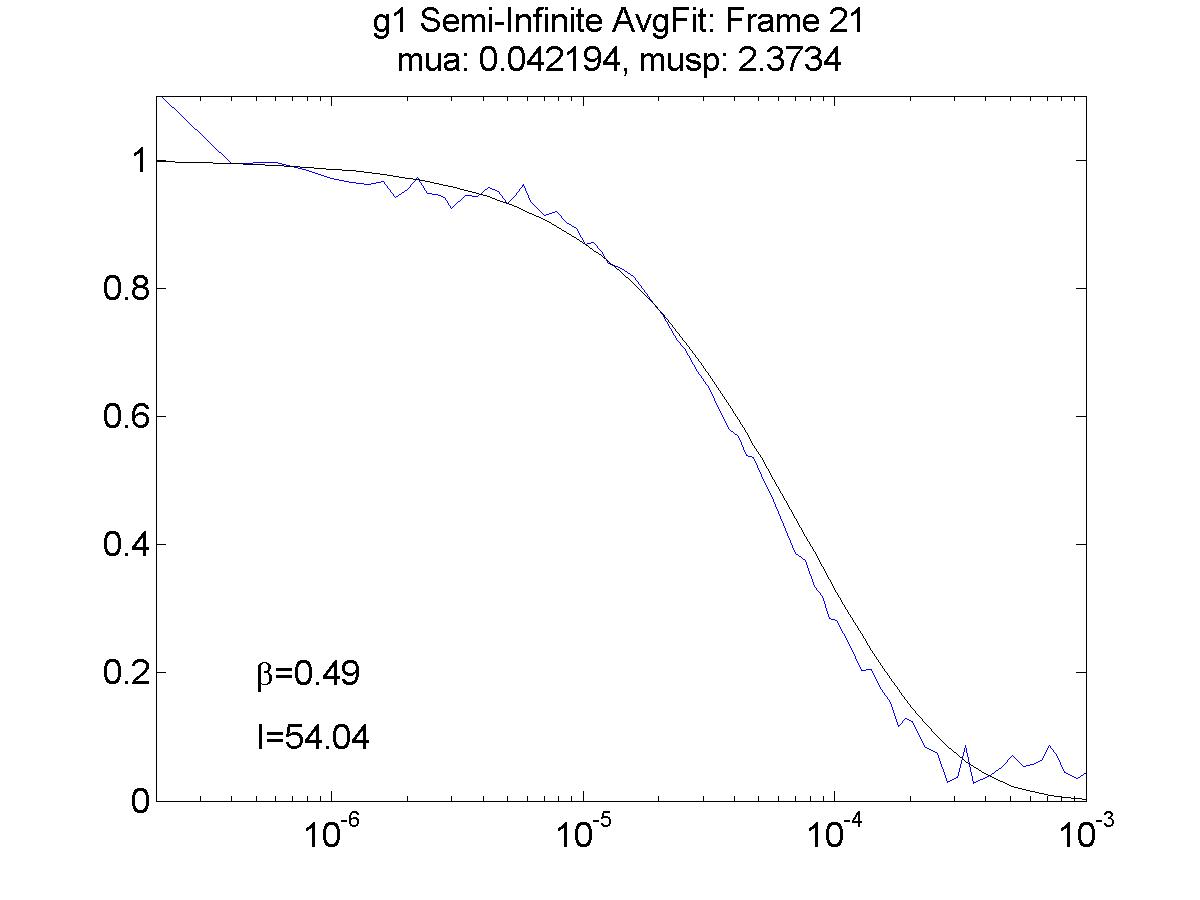 g1 Semi-Infinite AvgFit: Frame 21
mua: 0.042194, musp: 2.3734
1
0.8
0.6
0.4
0.2
0
β=0.49
I=54.04
10^-6
10^-5
10^-4
10^-3